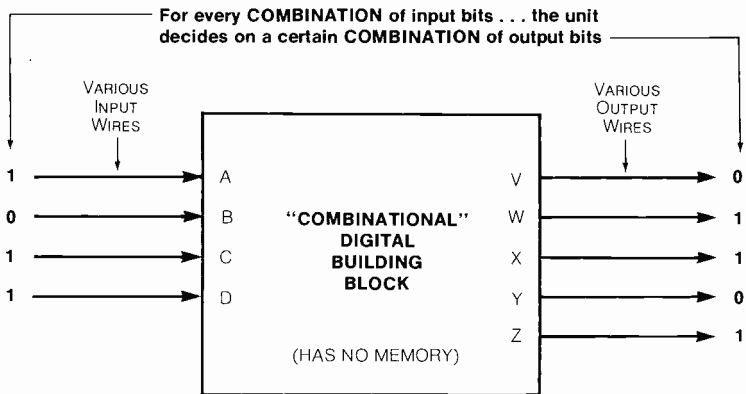 For every COMBINATION of input bits . . . the unit
decides on a certain COMBINATION of output bits
VARIOUS
INPUT
WIRES
VARIOUS
OUTPUT
WIRES
1 A V 0
0 B W 1
1 C X 1
1 D Y 0
Z 1
"COMBINATIONAL"
DIGITAL
BUILDING
BLOCK
(HAS NO MEMORY)